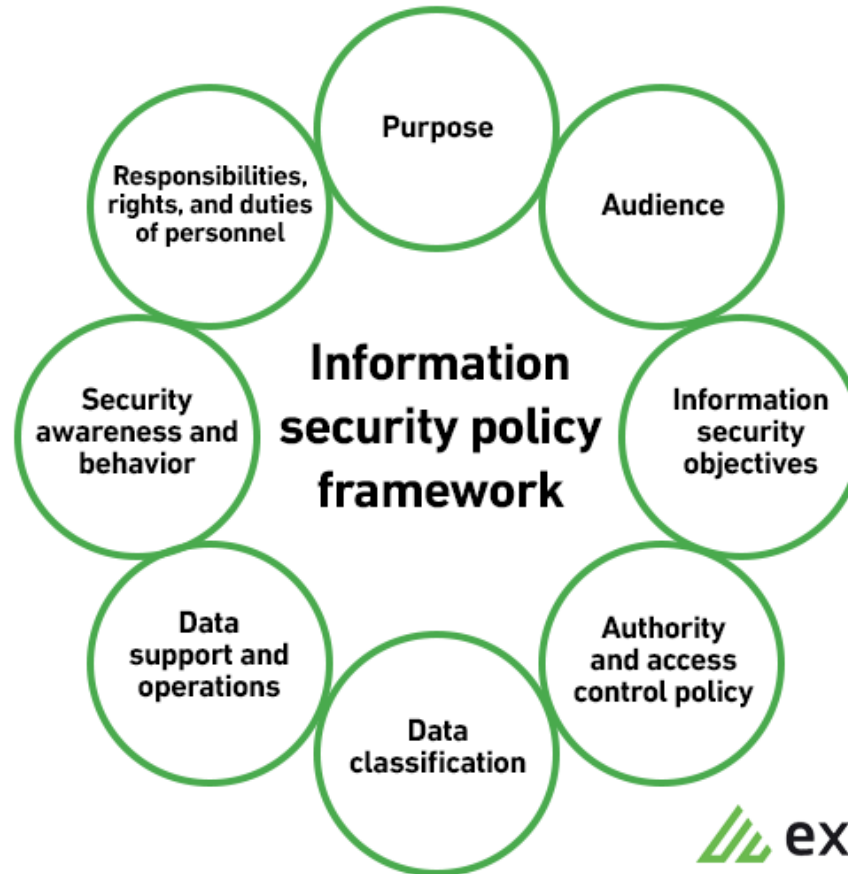 Purpose
Audience
Information
security
objectives
Authority
and access
control policy
Data
classification
Data
support and
operations
Security
awareness and
behavior
Responsibilities,
rights, and duties
of personnel
Information
security policy
framework
ex